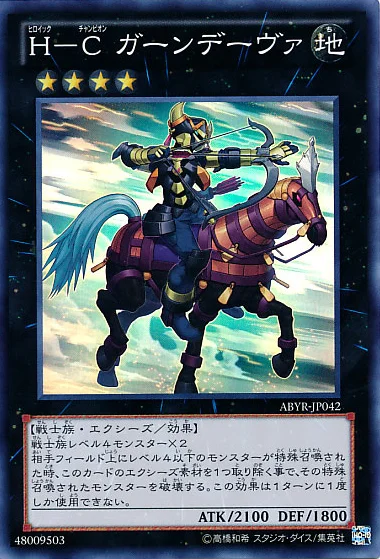 ヒロイック チャンピオン
H－C ガーンデーヴァ 地
ち
ABYR-JP042
【戦士族・エクシーズ／効果】
戦士族レベル４モンスター×２
相手フィールド上にレベル４以下のモンスターが特殊召喚され
た時、このカードのエクシーズ素材を１つ取り除く事で、その特殊
召喚されたモンスターを破壊する。この効果は１ターンに１度
しか使用できない。
ATK/2100 DEF/1800
48009503 ©高橋和希 スタジオ・ダイス/集英社